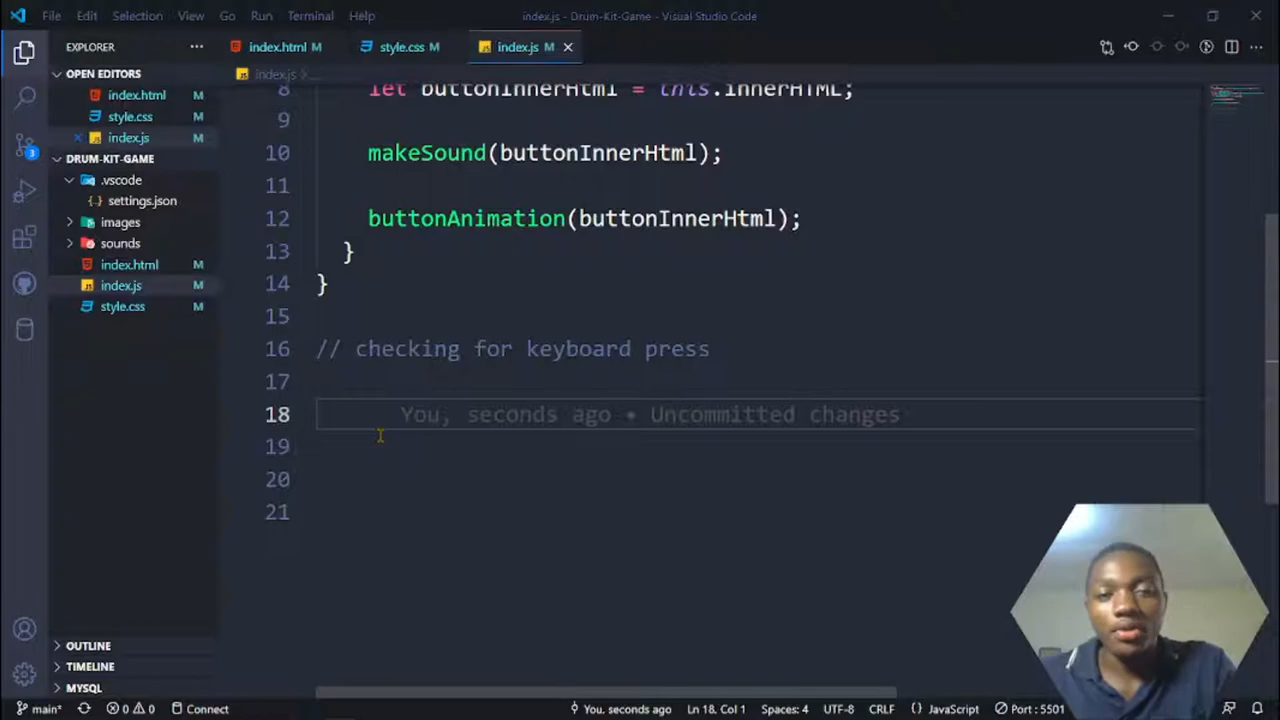 File Edit Selection View Go Run Terminal Help
index.js - Drum-Kit-Game - Visual Studio Code
EXPLORER
index.html M
style.css M
index.js M
OPEN EDITORS
index.js
index.html M
style.css M
index.js M
DRUM-KIT-GAME
.vscode
settings.json
images
sounds
index.html M
index.js M
style.css M
OUTLINE
TIMELINE
MYSQL
3
8 let buttonInnerHtml = this.innerHTML;
9
10 makeSound(buttonInnerHtml);
11
12 buttonAnimation(buttonInnerHtml);
13 }
14 }
15
16 // checking for keyboard press
17
18 You, seconds ago • Uncommitted changes
19
20
21
main* 0 0 Connect
You, seconds ago Ln 18, Col 1 Spaces: 4 UTF-8 CRLF {} JavaScript Port : 5501